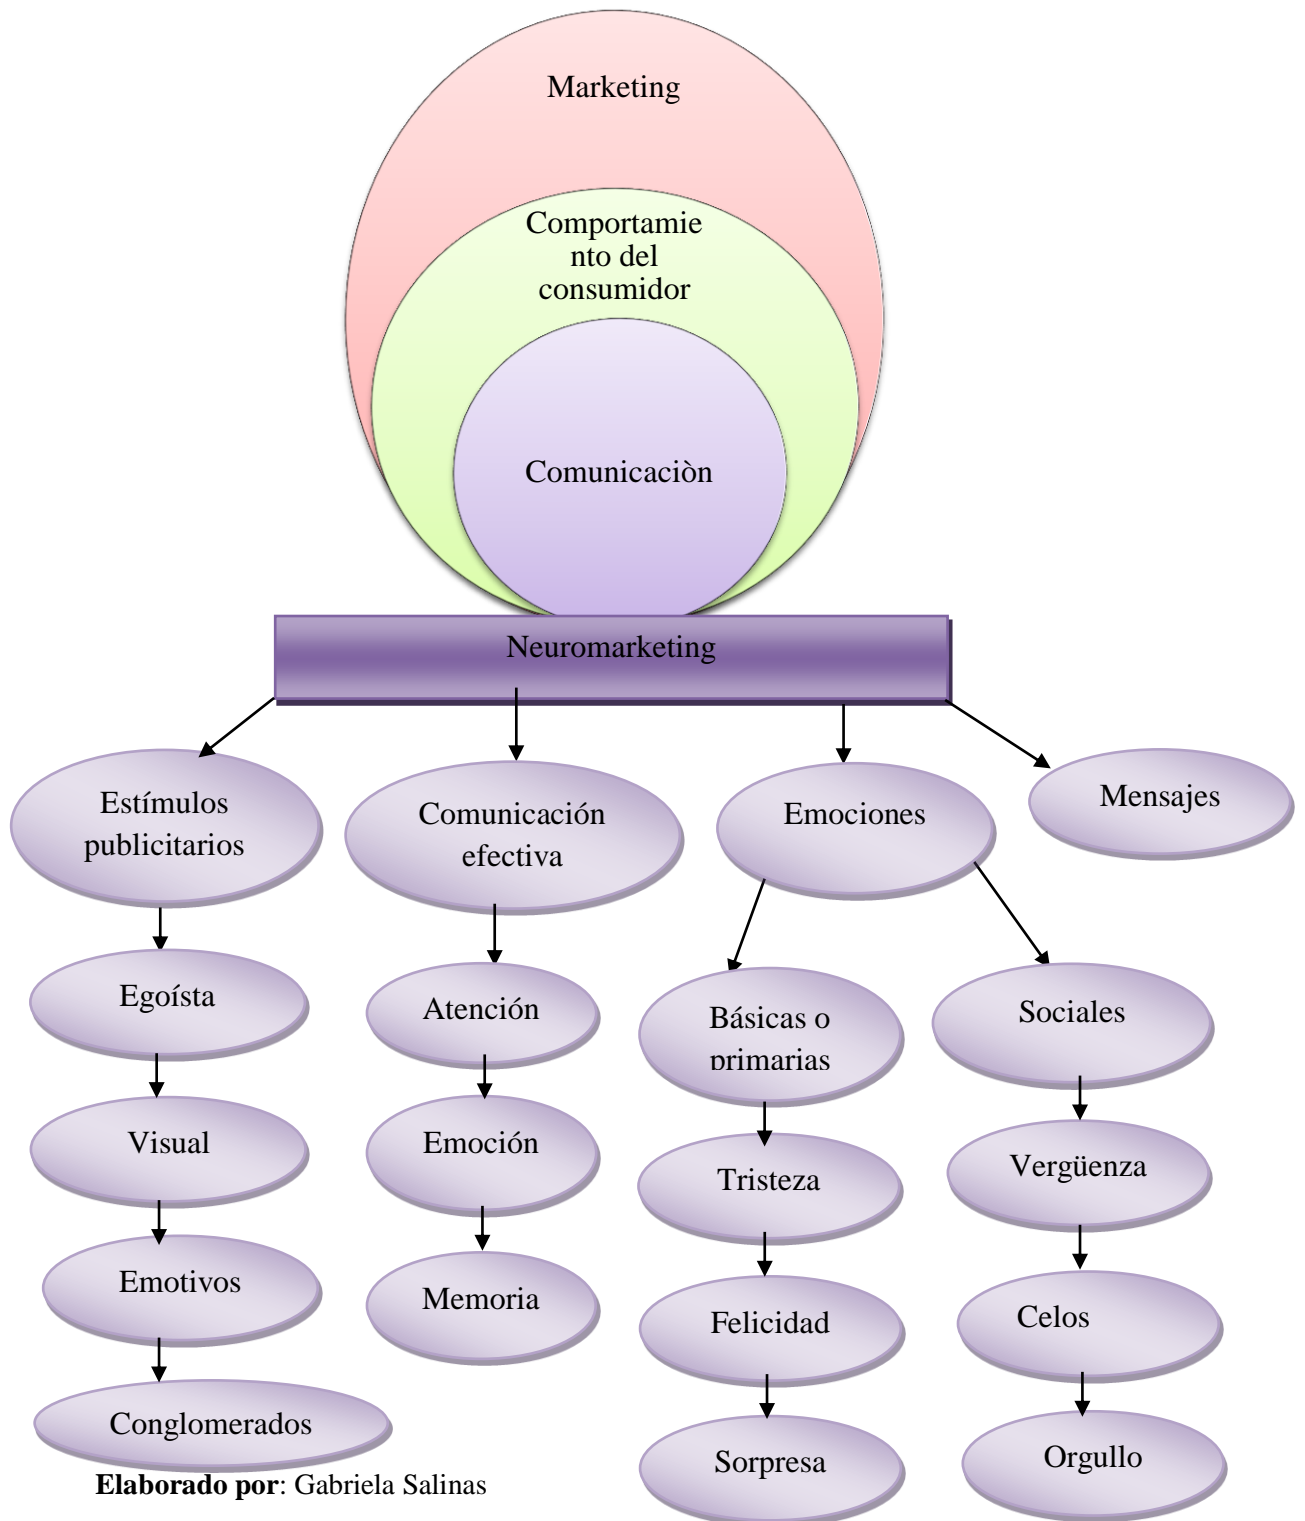 Marketing
Comportamie
nto del
consumidor
Comunicaciòn
Neuromarketing
Estímulos
publicitarios
Comunicación
efectiva
Emociones
Mensajes
Egoísta
Atención
Básicas o
primarias
Sociales
Visual
Emoción
Tristeza
Vergüenza
Emotivos
Memoria
Felicidad
Celos
Conglomerados
Sorpresa
Orgullo
Elaborado por: Gabriela Salinas